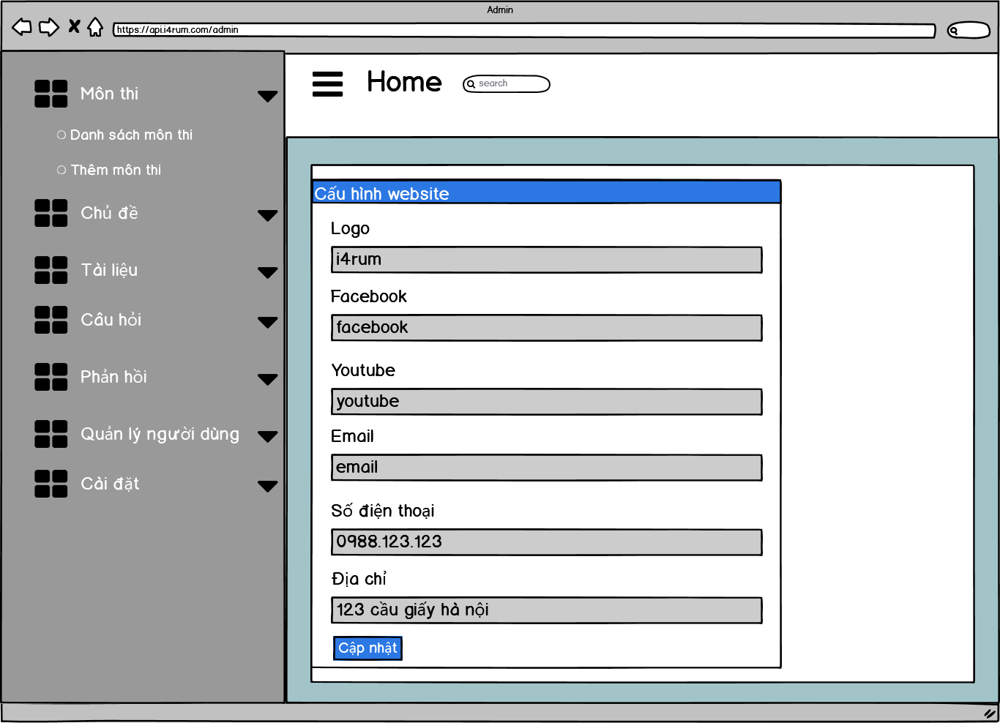 Admin
https://api.i4rum.com/admin
Home
search
Môn thi
Danh sách môn thi
Thêm môn thi
Chủ đề
Tài liệu
Câu hỏi
Phản hồi
Quản lý người dùng
Cài đặt
Cấu hình website
Logo
i4rum
Facebook
facebook
Youtube
youtube
Email
email
Số điện thoại
0988.123.123
Địa chỉ
123 cầu giấy hà nội
Cập nhật